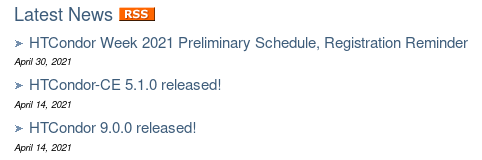 Latest News RSS
HTCondor Week 2021 Preliminary Schedule, Registration Reminder
April 30, 2021
HTCondor-CE 5.1.0 released!
April 14, 2021
HTCondor 9.0.0 released!
April 14, 2021